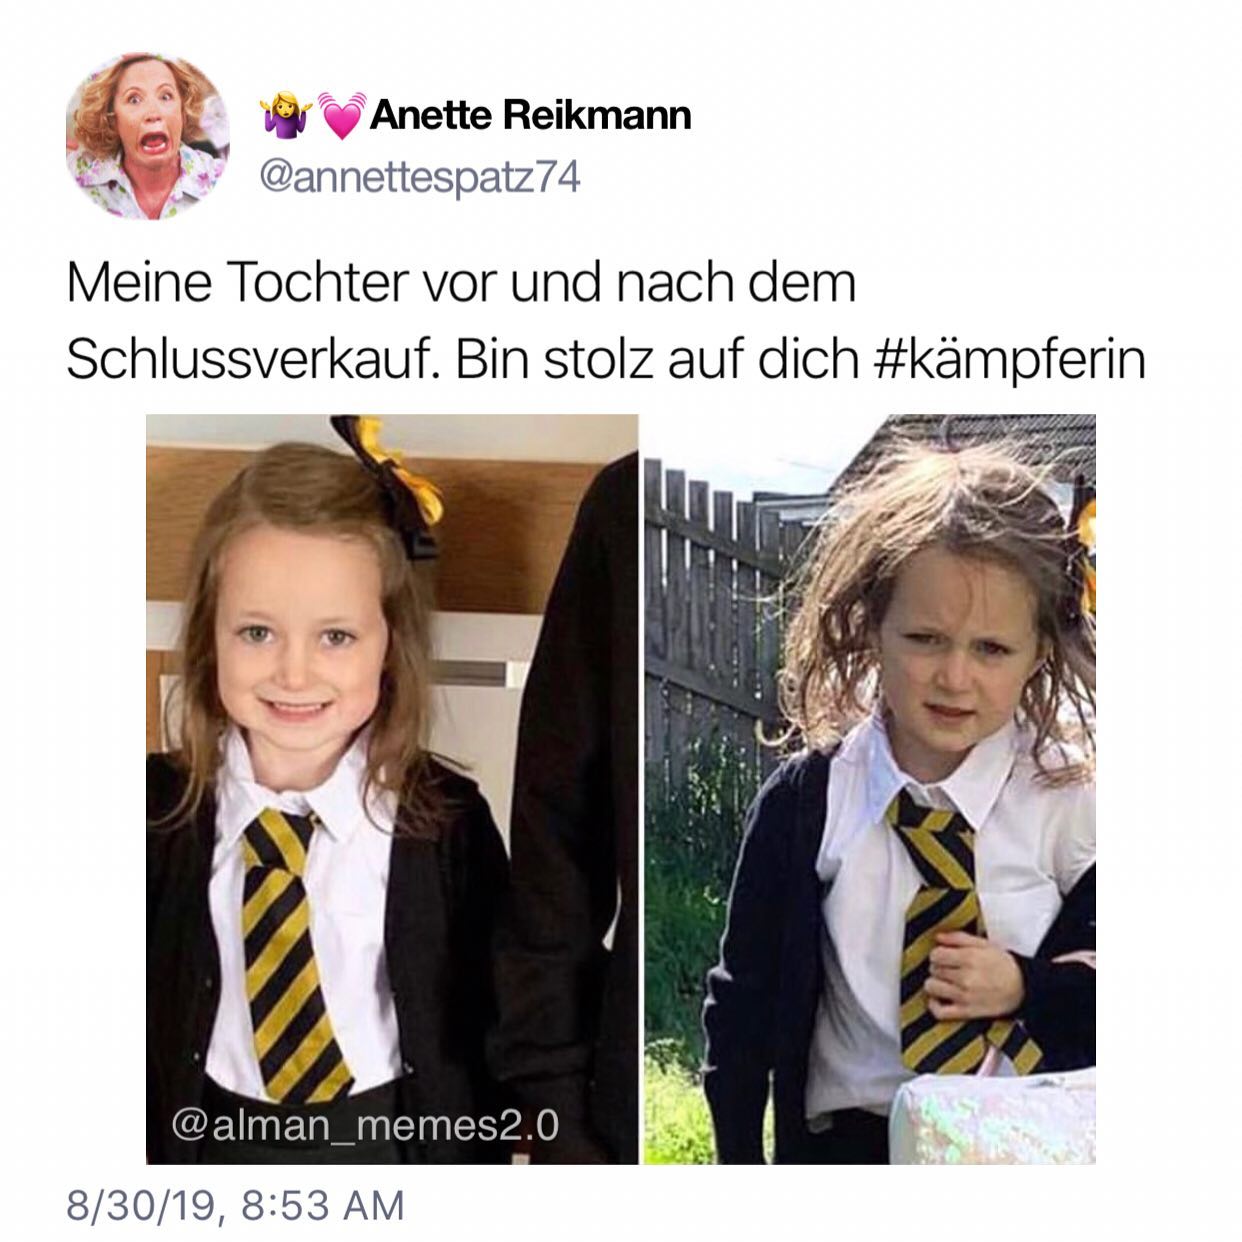 🤷‍♀️💓Anette Reikmann
@annettespatz74
Meine Tochter vor und nach dem
Schlussverkauf. Bin stolz auf dich #kämpferin
@alman_memes2.0
8/30/19, 8:53 AM